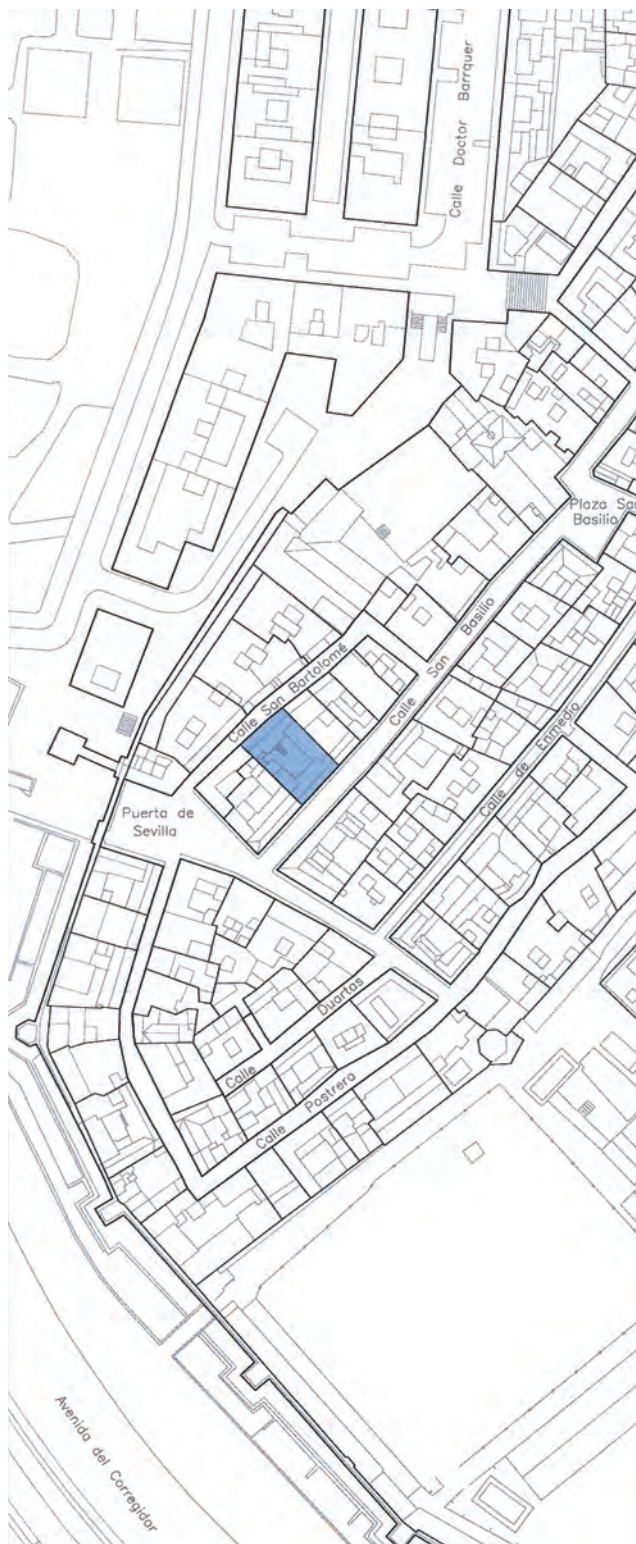 Calle Doctor Barrquer
Plaza San
Basilio
Calle San Basilio
Calle San Bartolomé
Calle de Enmedio
Puerta de
Sevilla
Calle Duartas
Calle Postrera
Avenida del Corregidor